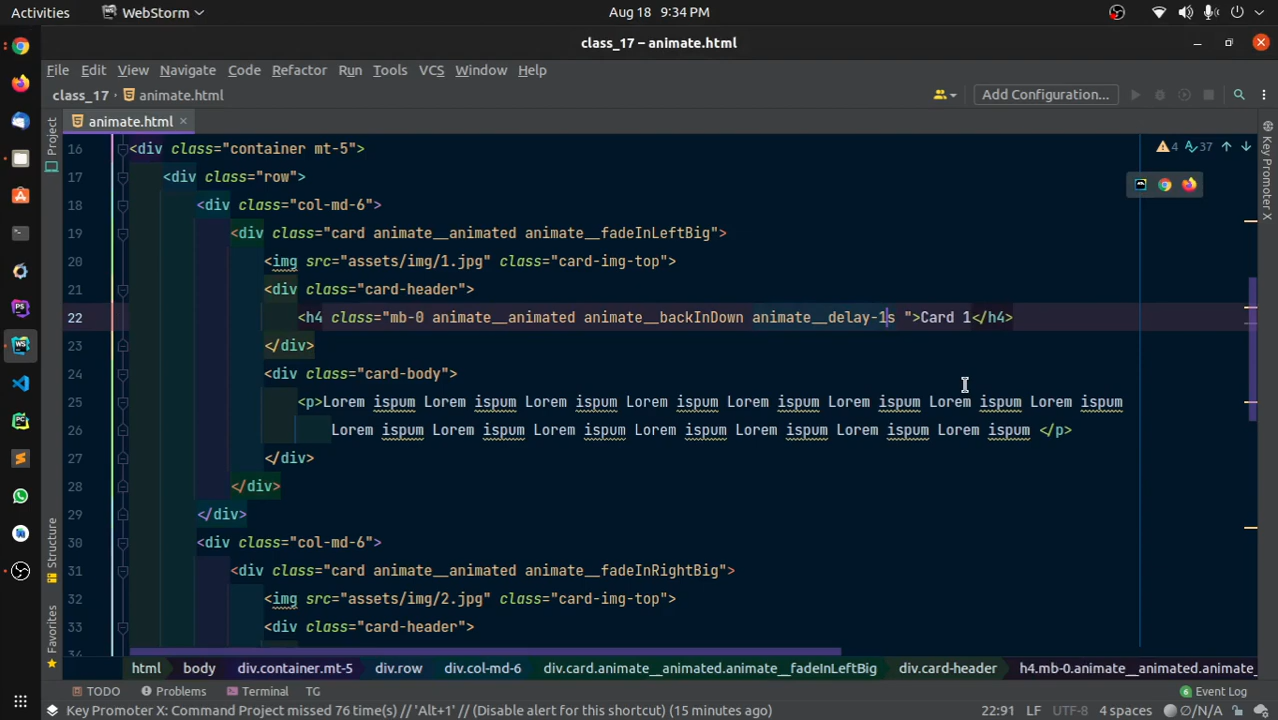 Activities WebStorm Aug 18 9:34 PM
class_17 – animate.html
File Edit View Navigate Code Refactor Run Tools VCS Window Help
class_17 animate.html Add Configuration...
Project animate.html Key Promoter X
16 <div class="container mt-5"> 4 37
17 <div class="row">
18 <div class="col-md-6">
19 <div class="card animate__animated animate__fadeInLeftBig">
20 <img src="assets/img/1.jpg" class="card-img-top">
21 <div class="card-header">
22 <h4 class="mb-0 animate__animated animate__backInDown animate__delay-1s ">Card 1</h4>
23 </div>
24 <div class="card-body">
25 <p>Lorem ispum Lorem ispum Lorem ispum Lorem ispum Lorem ispum Lorem ispum Lorem ispum Lorem ispum
26 Lorem ispum Lorem ispum Lorem ispum Lorem ispum Lorem ispum Lorem ispum Lorem ispum </p>
27 </div>
28 </div>
29 </div>
30 <div class="col-md-6">
31 <div class="card animate__animated animate__fadeInRightBig">
32 <img src="assets/img/2.jpg" class="card-img-top">
33 <div class="card-header">
34
Structure
Favorites
html body div.container.mt-5 div.row div.col-md-6 div.card.animate__animated.animate__fadeInLeftBig div.card-header h4.mb-0.animate__animated.animate_
TODO Problems Terminal TG 6 Event Log
Key Promoter X: Command Project missed 76 time(s) // 'Alt+1' // (Disable alert for this shortcut) (15 minutes ago) 22:91 LF UTF-8 4 spaces Ø/N/A